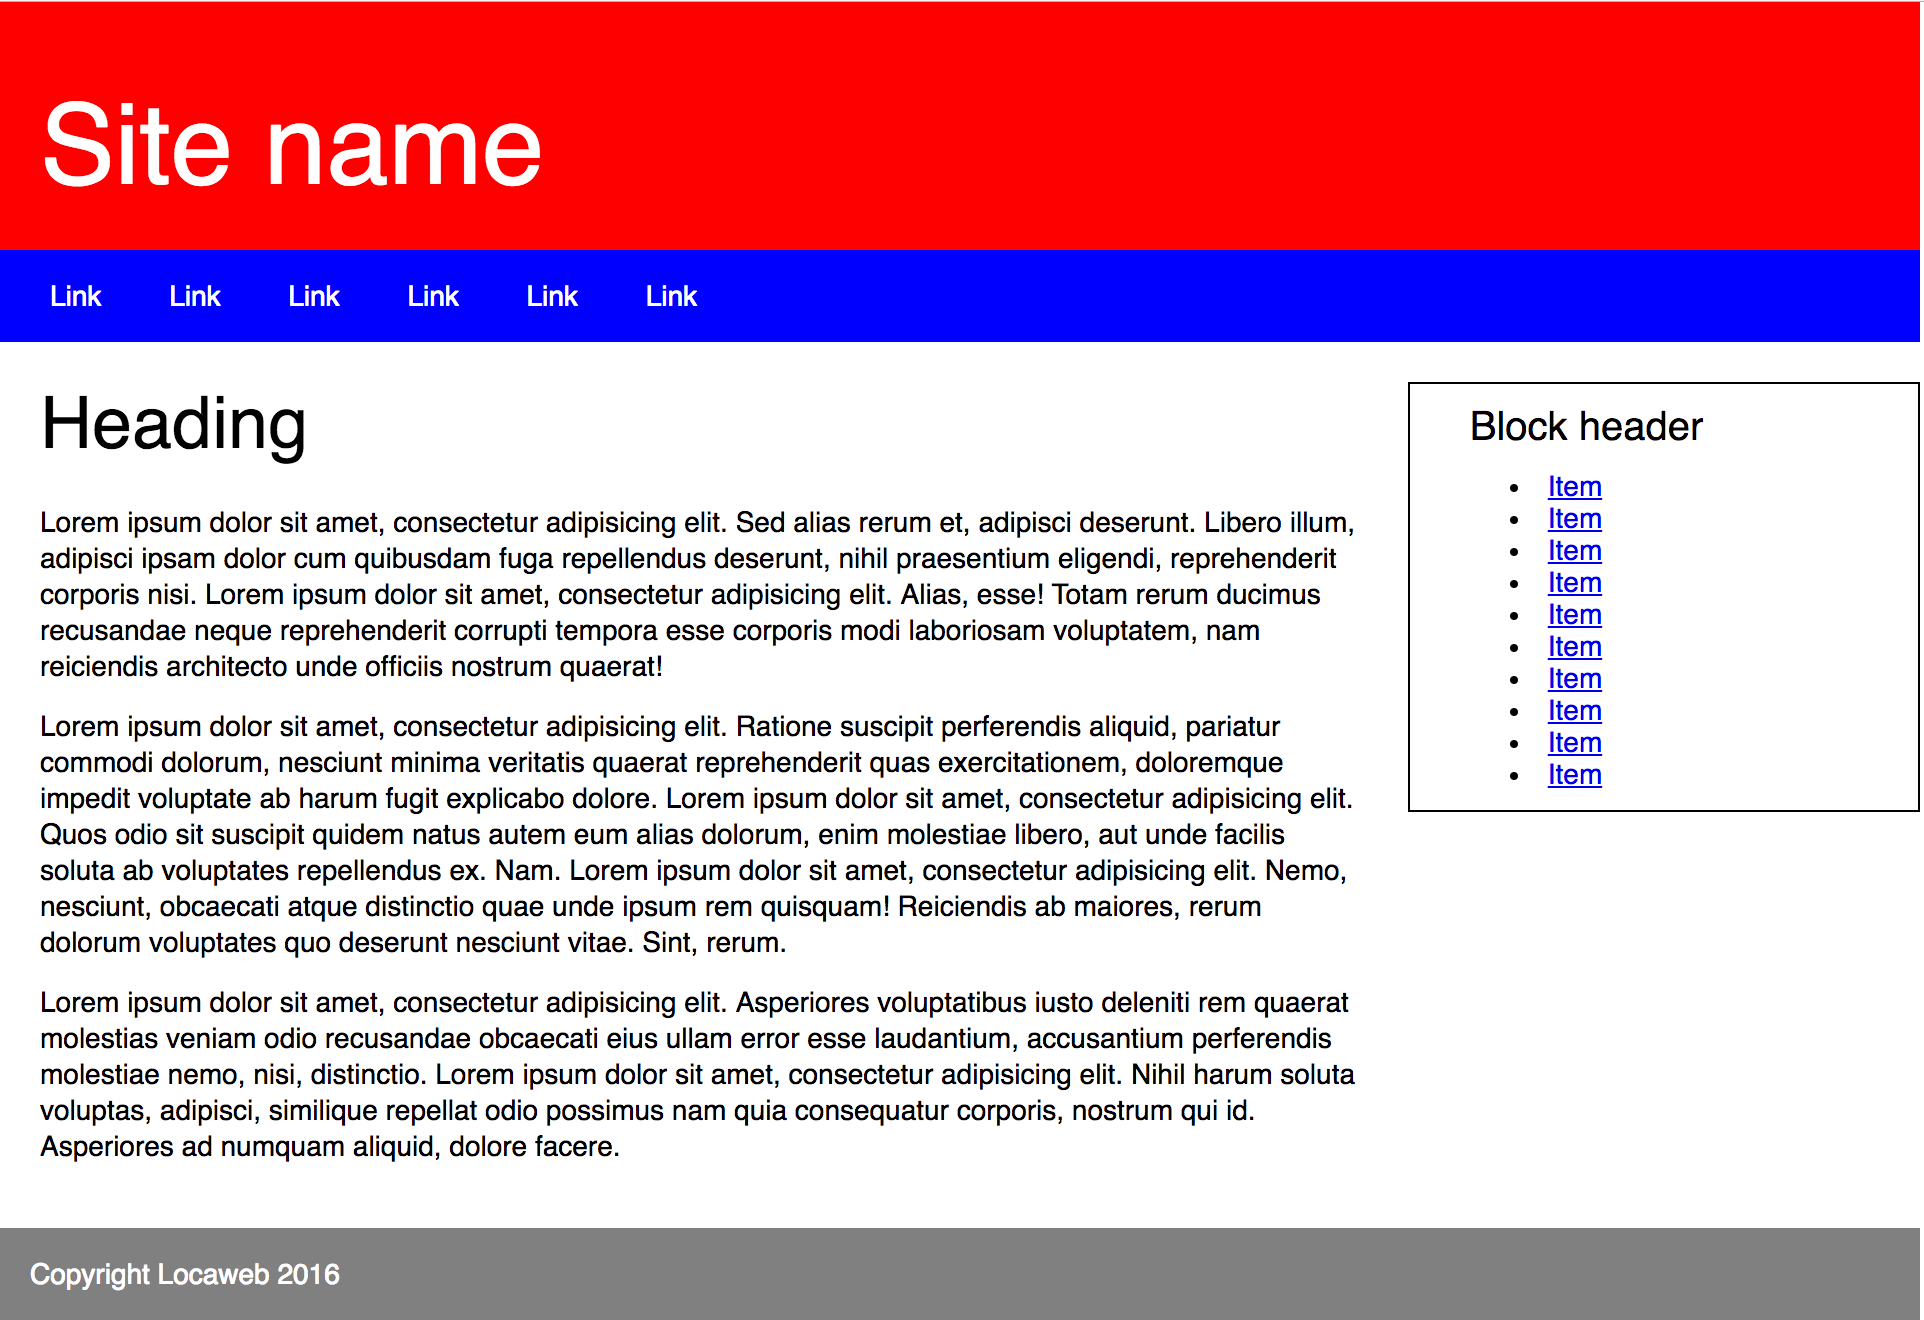 Site name
Link Link Link Link Link Link
Heading
Lorem ipsum dolor sit amet, consectetur adipisicing elit. Sed alias rerum et, adipisci deserunt. Libero illum,
adipisci ipsam dolor cum quibusdam fuga repellendus deserunt, nihil praesentium eligendi, reprehenderit
corporis nisi. Lorem ipsum dolor sit amet, consectetur adipisicing elit. Alias, esse! Totam rerum ducimus
recusandae neque reprehenderit corrupti tempora esse corporis modi laboriosam voluptatem, nam
reiciendis architecto unde officiis nostrum quaerat!
Lorem ipsum dolor sit amet, consectetur adipisicing elit. Ratione suscipit perferendis aliquid, pariatur
commodi dolorum, nesciunt minima veritatis quaerat reprehenderit quas exercitationem, doloremque
impedit voluptate ab harum fugit explicabo dolore. Lorem ipsum dolor sit amet, consectetur adipisicing elit.
Quos odio sit suscipit quidem natus autem eum alias dolorum, enim molestiae libero, aut unde facilis
soluta ab voluptates repellendus ex. Nam. Lorem ipsum dolor sit amet, consectetur adipisicing elit. Nemo,
nesciunt, obcaecati atque distinctio quae unde ipsum rem quisquam! Reiciendis ab maiores, rerum
dolorum voluptates quo deserunt nesciunt vitae. Sint, rerum.
Lorem ipsum dolor sit amet, consectetur adipisicing elit. Asperiores voluptatibus iusto deleniti rem quaerat
molestias veniam odio recusandae obcaecati eius ullam error esse laudantium, accusantium perferendis
molestiae nemo, nisi, distinctio. Lorem ipsum dolor sit amet, consectetur adipisicing elit. Nihil harum soluta
voluptas, adipisci, similique repellat odio possimus nam quia consequatur corporis, nostrum qui id.
Asperiores ad numquam aliquid, dolore facere.
Block header
Item
Item
Item
Item
Item
Item
Item
Item
Item
Item
Copyright Locaweb 2016